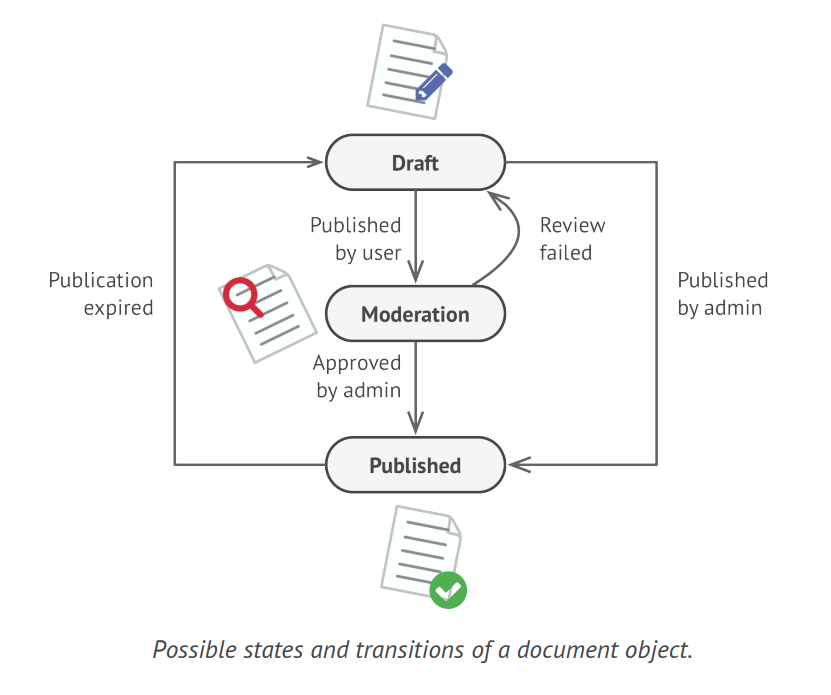 Draft
Published
by user
Review
failed
Publication
expired
Published
by admin
Moderation
Approved
by admin
Published
Possible states and transitions of a document object.